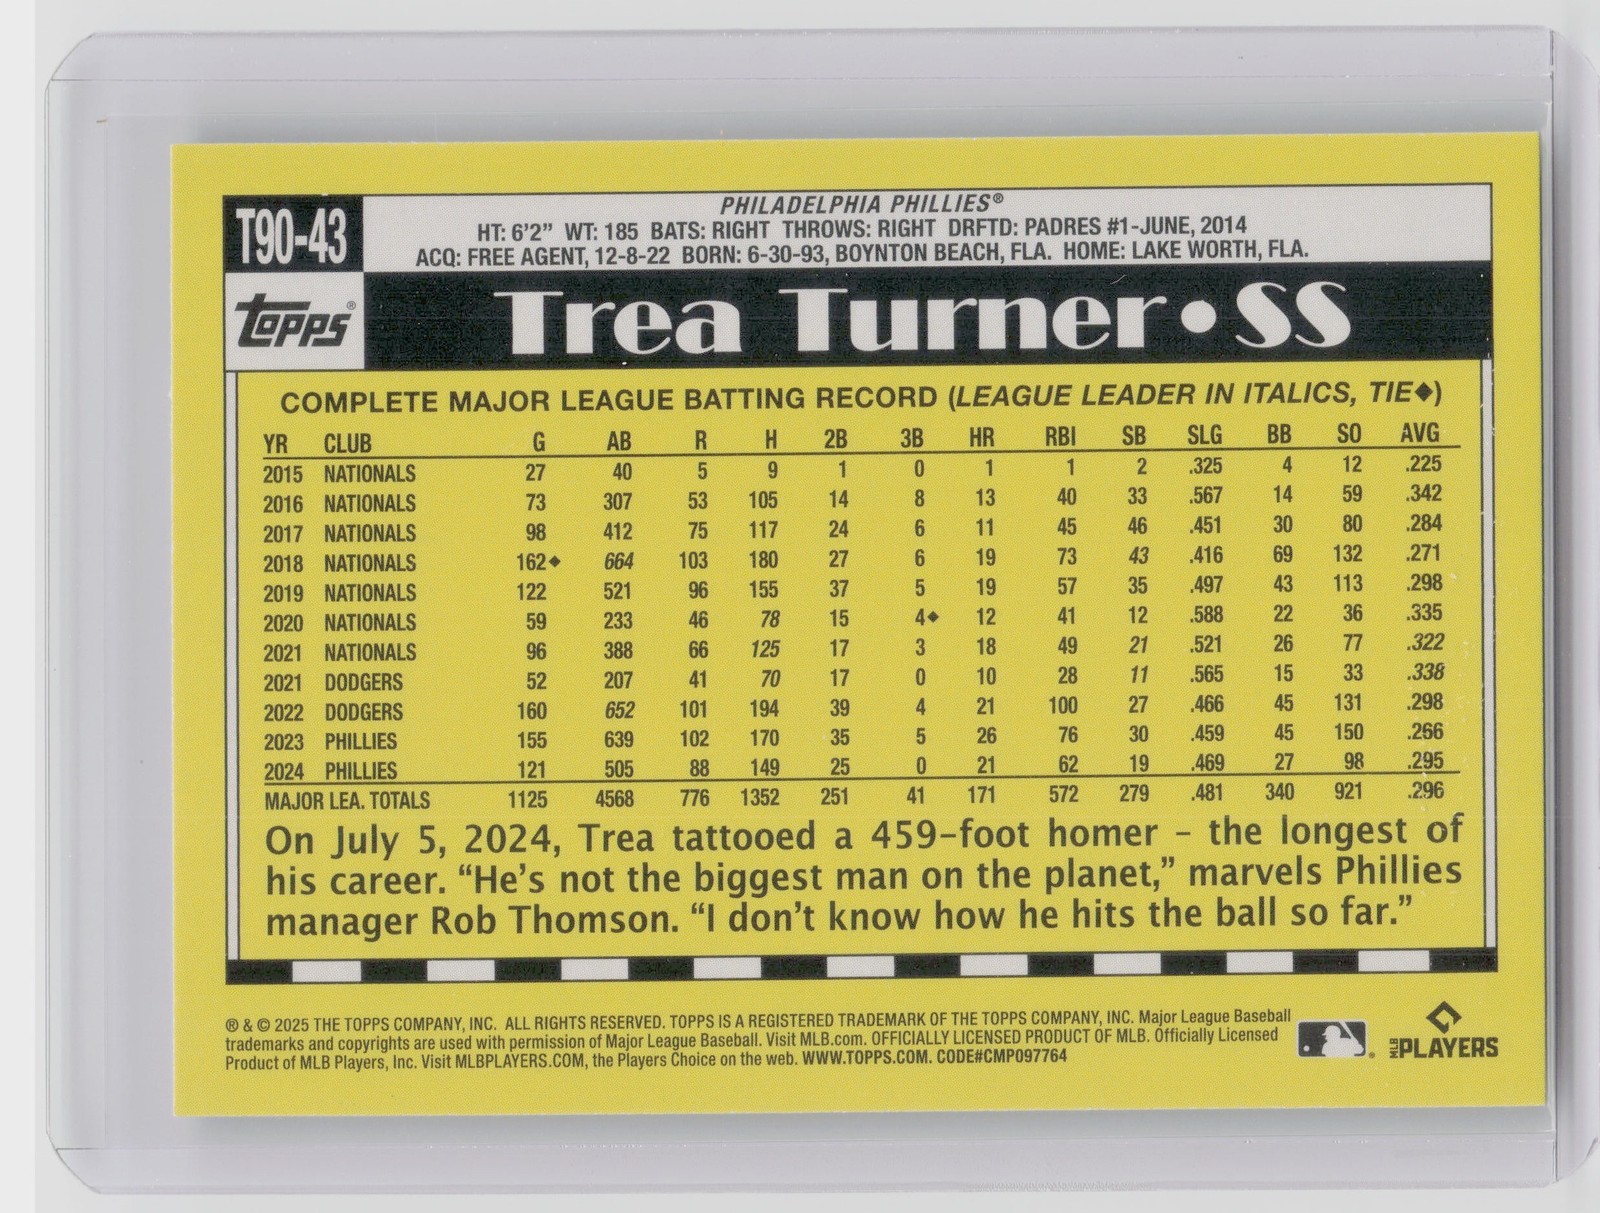 T90-43
PHILADELPHIA PHILLIES®
HT: 6'2” WT: 185 BATS: RIGHT THROWS: RIGHT DRFTD: PADRES #1-JUNE, 2014
ACQ: FREE AGENT, 12-8-22 BORN: 6-30-93, BOYNTON BEACH, FLA. HOME: LAKE WORTH, FLA.
topps®
Trea Turner•SS
COMPLETE MAJOR LEAGUE BATTING RECORD (LEAGUE LEADER IN ITALICS, TIE◆)
YR CLUB G AB R H 2B 3B HR RBI SB SLG BB SO AVG
2015 NATIONALS 27 40 5 9 1 0 1 1 2 .325 4 12 .225
2016 NATIONALS 73 307 53 105 14 8 13 40 33 .567 14 59 .342
2017 NATIONALS 98 412 75 117 24 6 11 45 46 .451 30 80 .284
2018 NATIONALS 162◆ 664 103 180 27 6 19 73 43 .416 69 132 .271
2019 NATIONALS 122 521 96 155 37 5 19 57 35 .497 43 113 .298
2020 NATIONALS 59 233 46 78 15 4◆ 12 41 12 .588 22 36 .335
2021 NATIONALS 96 388 66 125 17 3 18 49 21 .521 26 77 .322
2021 DODGERS 52 207 41 70 17 0 10 28 11 .565 15 33 .338
2022 DODGERS 160 652 101 194 39 4 21 100 27 .466 45 131 .298
2023 PHILLIES 155 639 102 170 35 5 26 76 30 .459 45 150 .266
2024 PHILLIES 121 505 88 149 25 0 21 62 19 .469 27 98 .295
MAJOR LEA. TOTALS 1125 4568 776 1352 251 41 171 572 279 .481 340 921 .296
On July 5, 2024, Trea tattooed a 459-foot homer – the longest of
his career. “He's not the biggest man on the planet,” marvels Phillies
manager Rob Thomson. “I don't know how he hits the ball so far.”
® & © 2025 THE TOPPS COMPANY, INC. ALL RIGHTS RESERVED. TOPPS IS A REGISTERED TRADEMARK OF THE TOPPS COMPANY, INC. Major League Baseball
trademarks and copyrights are used with permission of Major League Baseball. Visit MLB.com. OFFICIALLY LICENSED PRODUCT OF MLB. Officially Licensed
Product of MLB Players, Inc. Visit MLBPLAYERS.COM, the Players Choice on the web. WWW.TOPPS.COM. CODE#CMP097764
MLB PLAYERS